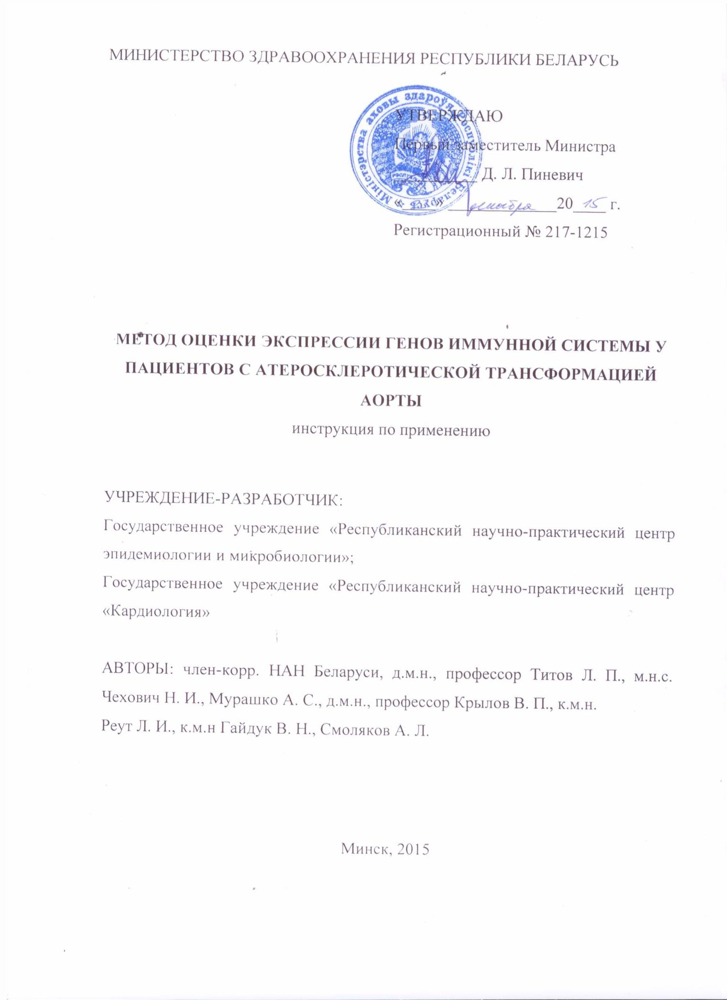 МИНИСТЕРСТВО ЗДРАВООХРАНЕНИЯ РЕСПУБЛИКИ БЕЛАРУСЬ
Міністэрства аховы здароўя Рэспублікі Беларусь
УТВЕРЖДАЮ
Первый заместитель Министра
Д. Л. Пиневич
«____» декабря 20 15 г.
Регистрационный № 217-1215
МЕТОД ОЦЕНКИ ЭКСПРЕССИИ ГЕНОВ ИММУННОЙ СИСТЕМЫ У
ПАЦИЕНТОВ С АТЕРОСКЛЕРОТИЧЕСКОЙ ТРАНСФОРМАЦИЕЙ
АОРТЫ
инструкция по применению
УЧРЕЖДЕНИЕ-РАЗРАБОТЧИК:
Государственное учреждение «Республиканский научно-практический центр
эпидемиологии и микробиологии»;
Государственное учреждение «Республиканский научно-практический центр
«Кардиология»
АВТОРЫ: член-корр. НАН Беларуси, д.м.н., профессор Титов Л. П., м.н.с.
Чехович Н. И., Мурашко А. С., д.м.н., профессор Крылов В. П., к.м.н.
Реут Л. И., к.м.н Гайдук В. Н., Смоляков А. Л.
Минск, 2015